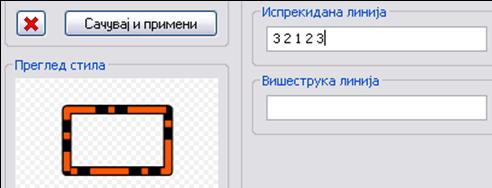 Сачувај и примени
Преглед стила
Испрекидана линија
3 2 1 2 3
Вишеструка линија